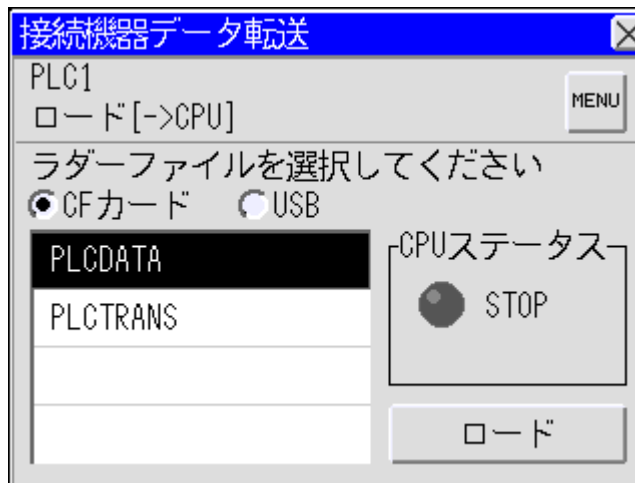 接続機器データ転送
PLC1
ロード[->CPU]
MENU
ラダーファイルを選択してください
CFカード USB
PLCDATA
PLCTRANS
CPUステータス
STOP
ロード